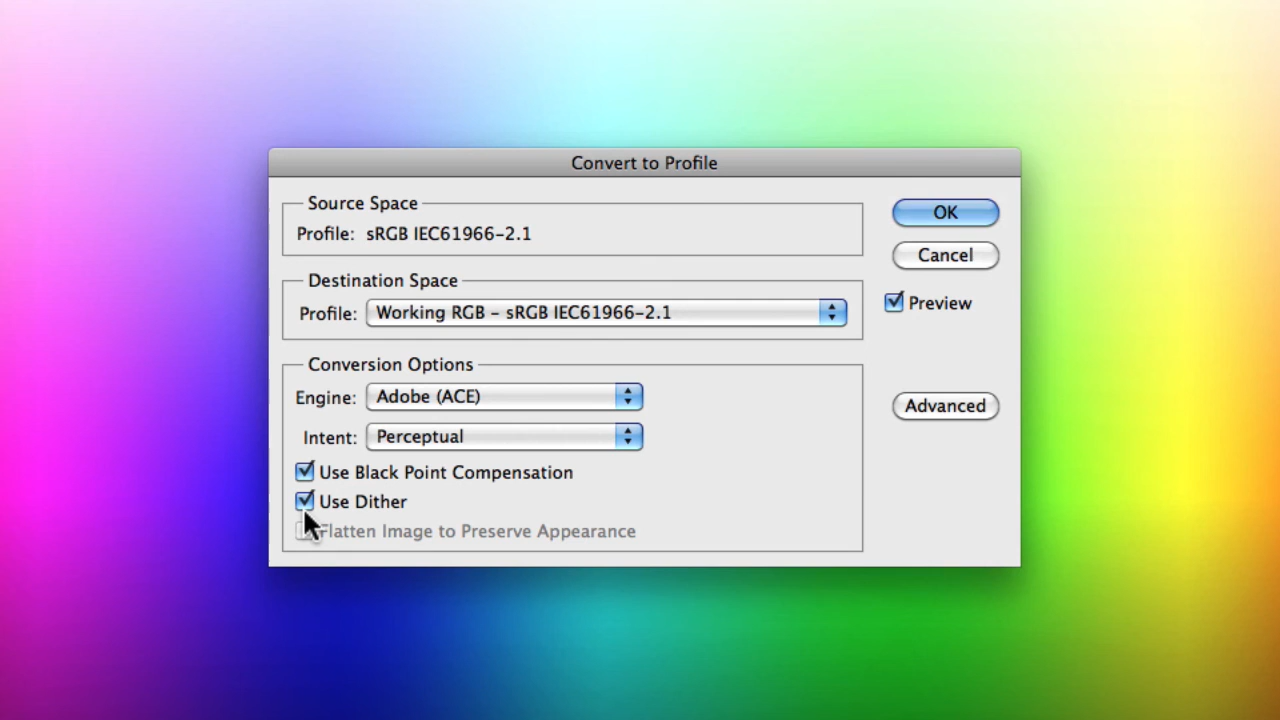 Convert to Profile
Source Space
Profile: sRGB IEC61966-2.1
OK
Cancel
Destination Space
Profile: Working RGB - sRGB IEC61966-2.1
Preview
Conversion Options
Engine: Adobe (ACE)
Advanced
Intent: Perceptual
Use Black Point Compensation
Use Dither
Flatten Image to Preserve Appearance